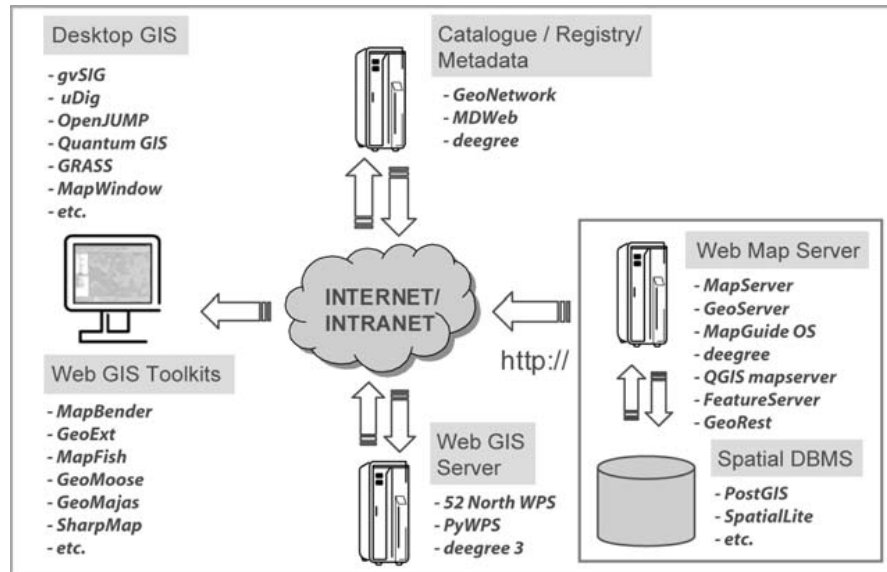 Desktop GIS
- gvSIG
- uDig
- OpenJUMP
- Quantum GIS
- GRASS
- MapWindow
- etc.
Catalogue / Registry/
Metadata
- GeoNetwork
- MDWeb
- deegree
INTERNET/
INTRANET
http://
Web Map Server
- MapServer
- GeoServer
- MapGuide OS
- deegree
- QGIS mapserver
- FeatureServer
- GeoRest
Web GIS Toolkits
- MapBender
- GeoExt
- MapFish
- GeoMoose
- GeoMajas
- SharpMap
- etc.
Web GIS
Server
- 52 North WPS
- PyWPS
- deegree 3
Spatial DBMS
- PostGIS
- SpatialLite
- etc.